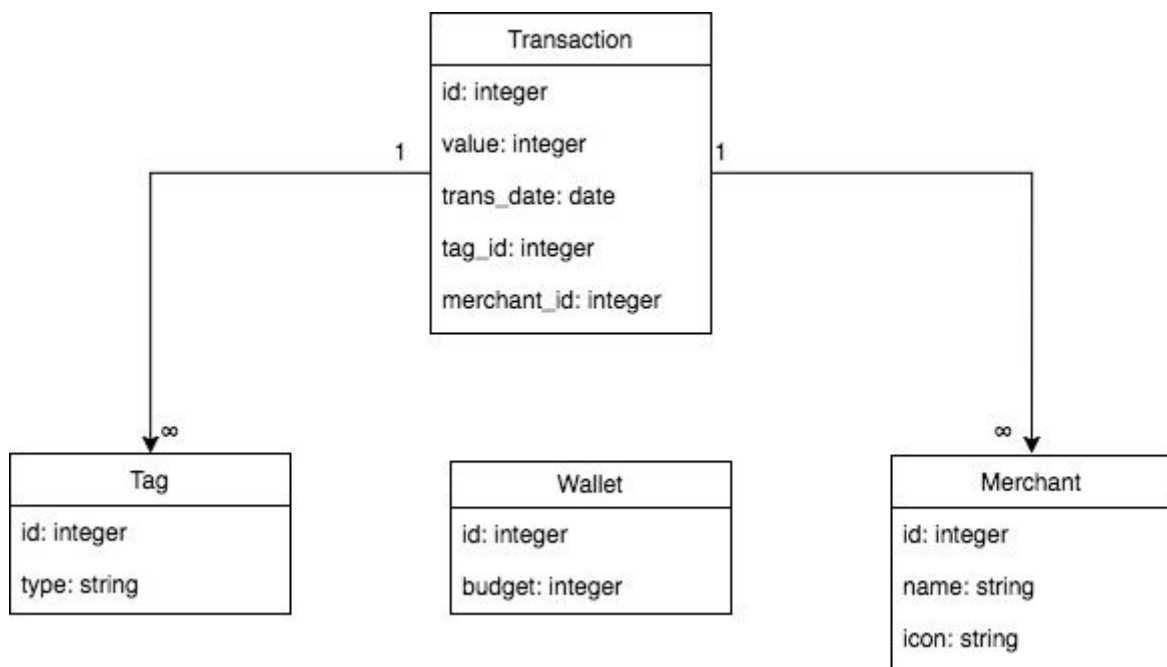 Transaction
id: integer
value: integer
trans_date: date
tag_id: integer
merchant_id: integer
1
1
∞
∞
Tag
id: integer
type: string
Wallet
id: integer
budget: integer
Merchant
id: integer
name: string
icon: string